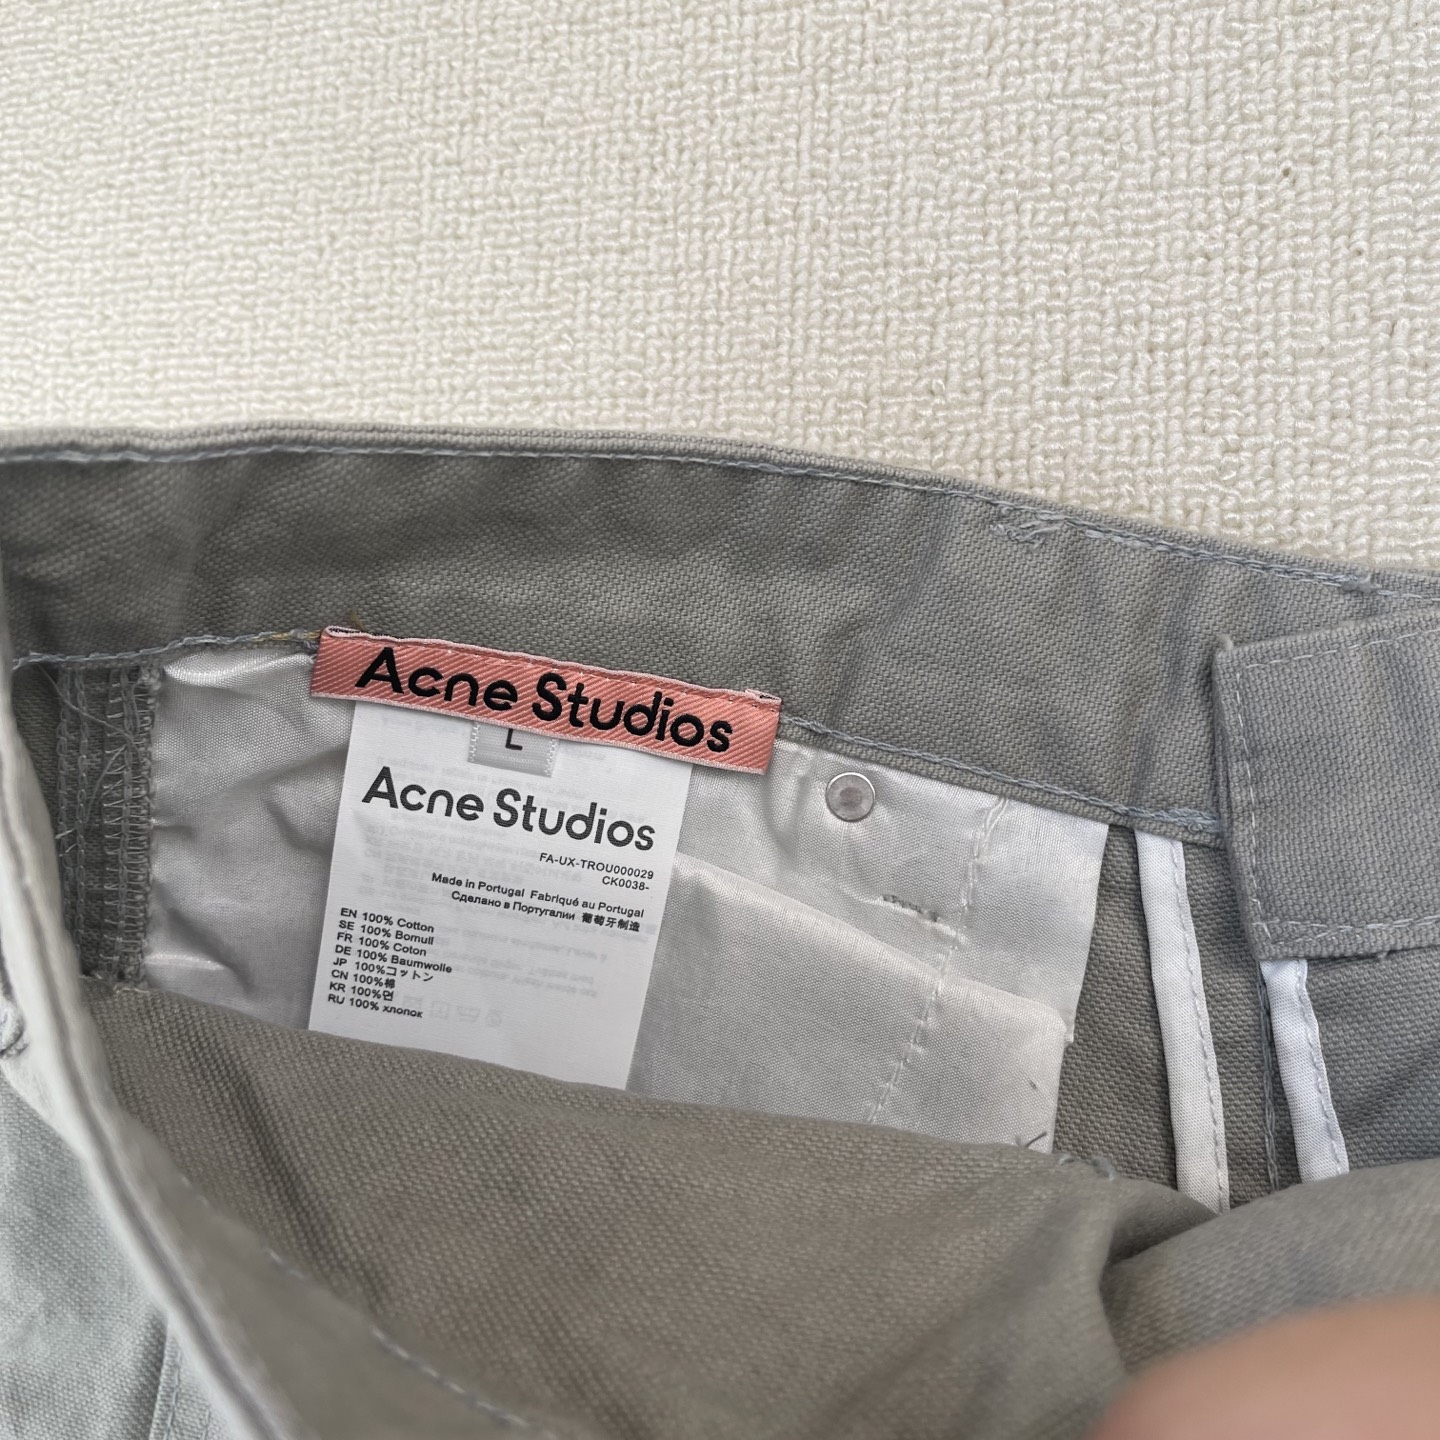 Acne Studios
L
Acne Studios
FA-UX-TROU000029
CK0038-
Made in Portugal Fabriqué au Portugal
Сделано в Португалии 葡萄牙制造
EN 100% Cotton
SE 100% Bomull
FR 100% Coton
DE 100% Baumwolle
JP 100%コットン
CN 100%棉
KR 100%면
RU 100% хлопок